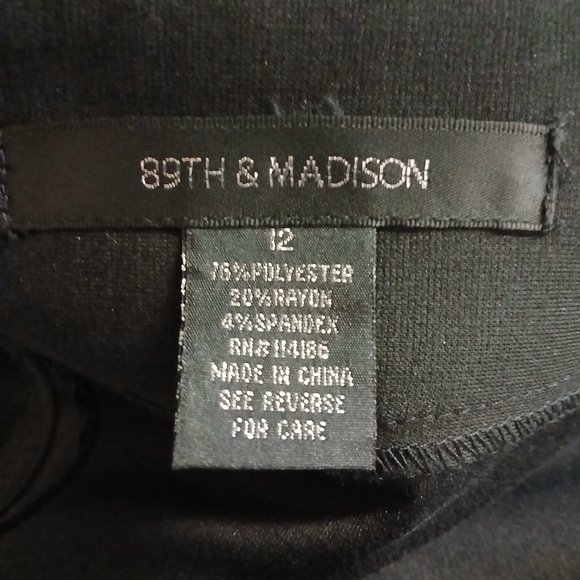 89TH & MADISON
12
76%POLYESTER
20%RAYON
4%SPANDEX
RN# 114186
MADE IN CHINA
SEE REVERSE
FOR CARE